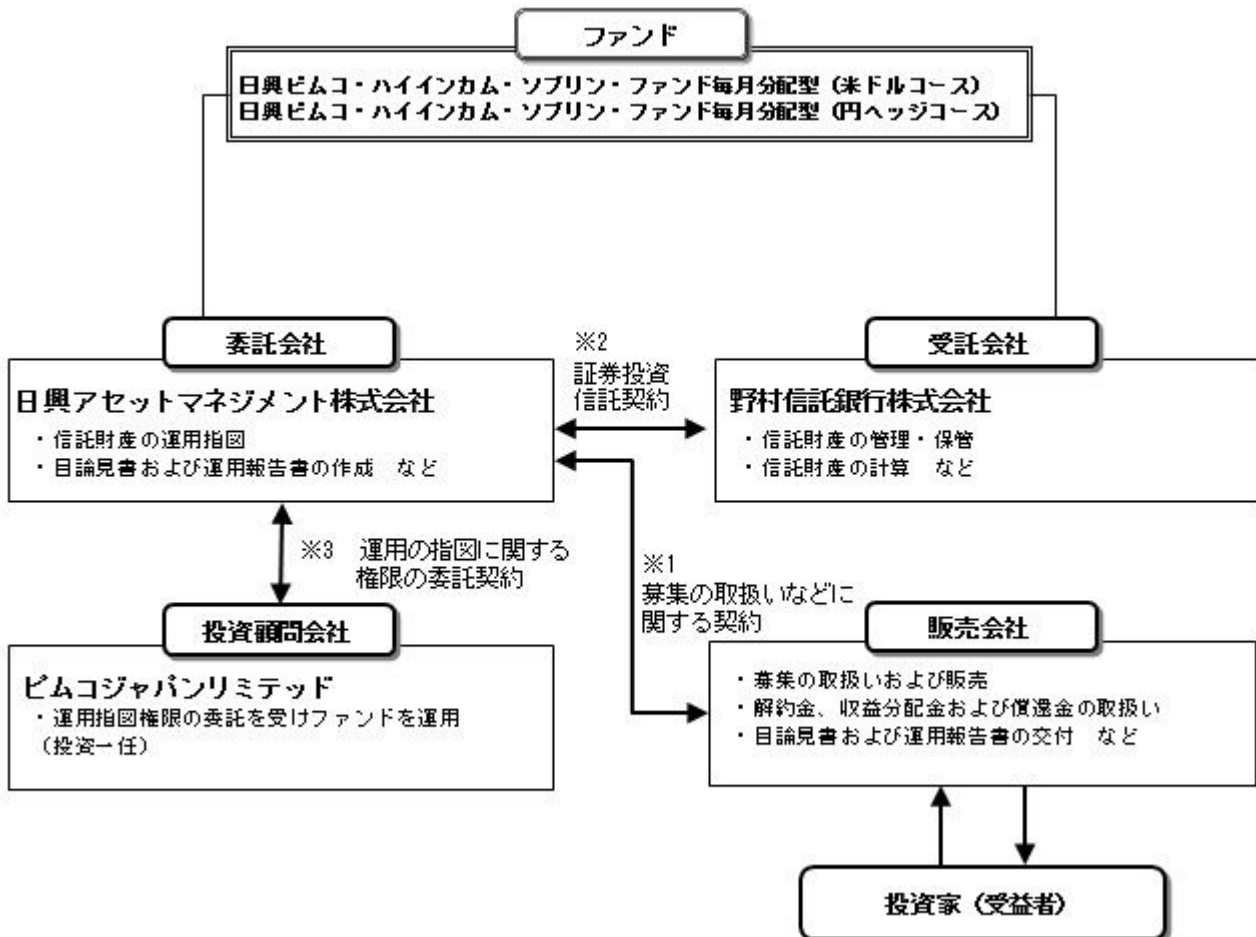 ファンド
日興ピムコ・ハイインカム・ソブリン・ファンド毎月分配型（米ドルコース）
日興ピムコ・ハイインカム・ソブリン・ファンド毎月分配型（円ヘッジコース）
委託会社
日興アセットマネジメント株式会社
・信託財産の運用指図
・目論見書および運用報告書の作成　など
※2
証券投資
信託契約
受託会社
野村信託銀行株式会社
・信託財産の管理・保管
・信託財産の計算　など
※3　運用の指図に関する
権限の委託契約
※1
募集の取扱いなどに
関する契約
投資顧問会社
ピムコジャパンリミテッド
・運用指図権限の委託を受けファンドを運用
（投資一任）
販売会社
・募集の取扱いおよび販売
・解約金、収益分配金および償還金の取扱い
・目論見書および運用報告書の交付　など
投資家（受益者）